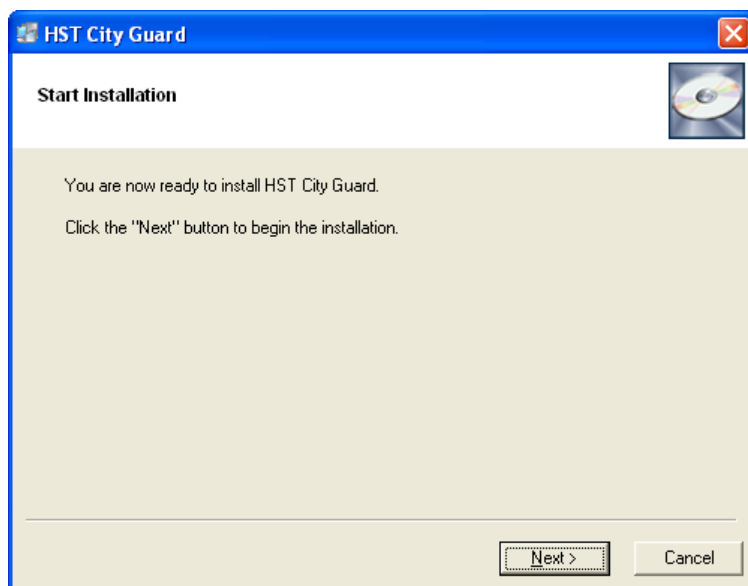 HST City Guard
Start Installation
You are now ready to install HST City Guard.
Click the "Next" button to begin the installation.
Next > Cancel